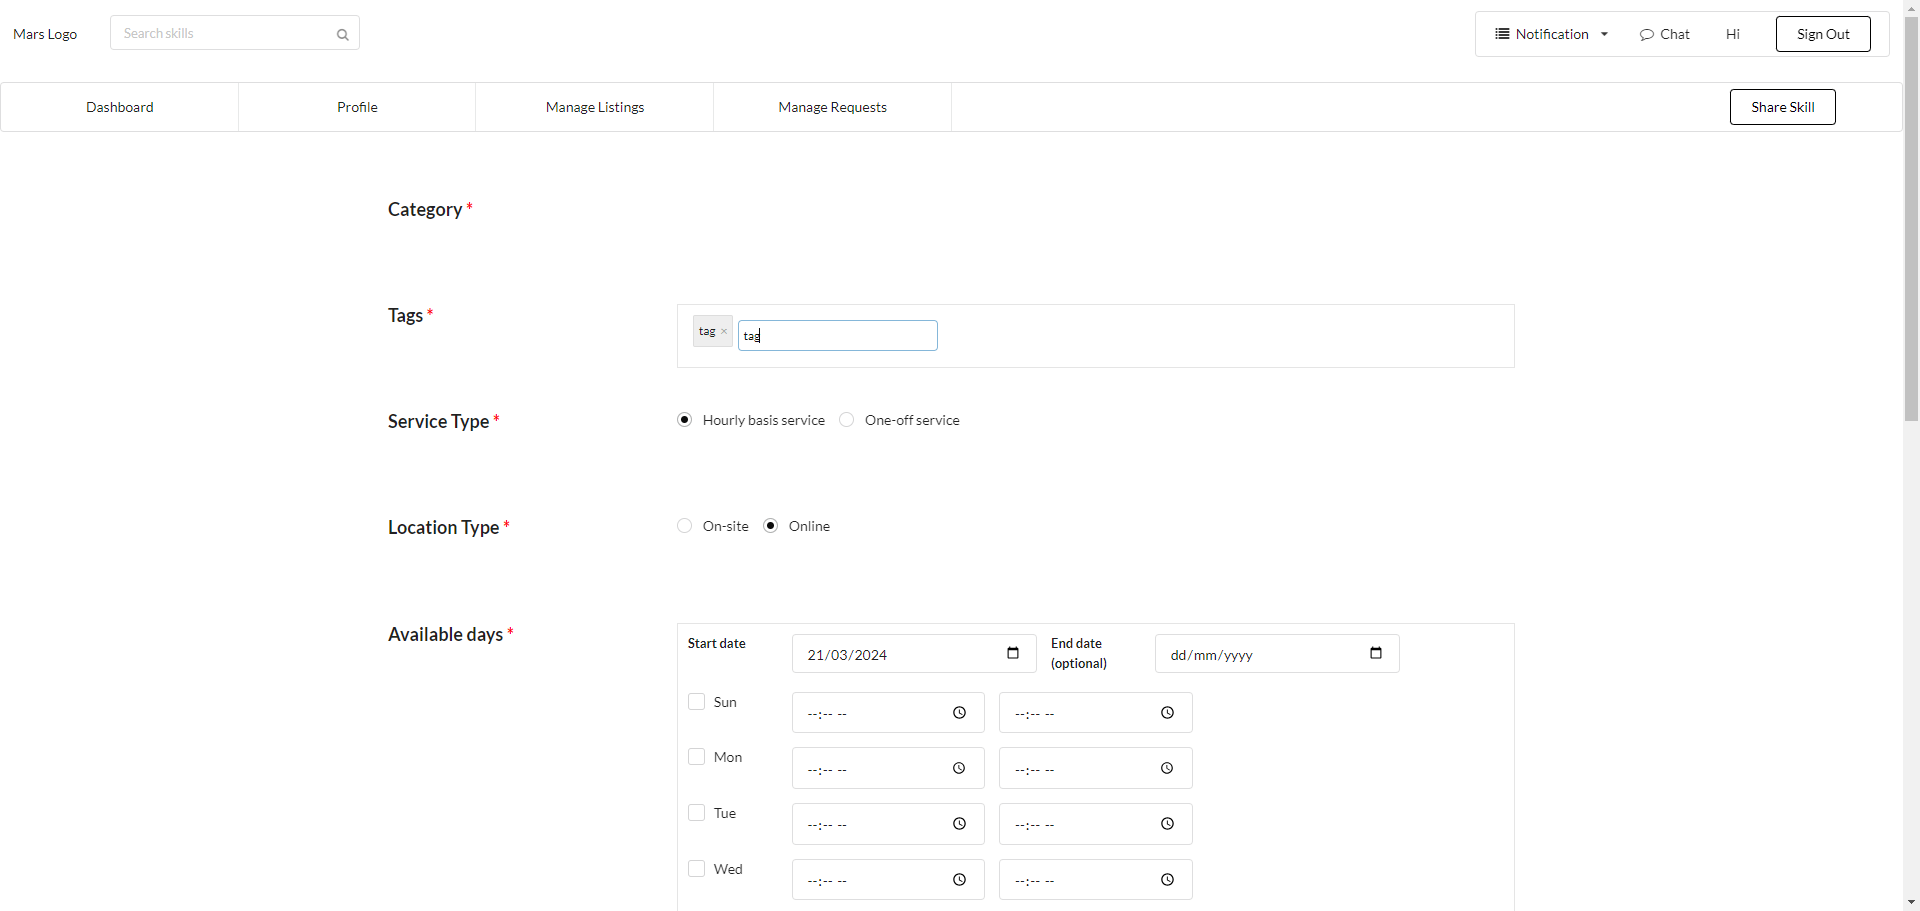 Mars Logo
Search skills
Notification
Chat
Hi
Sign Out
Dashboard
Profile
Manage Listings
Manage Requests
Share Skill
Category *
Tags *
tag ×
tag
Service Type *
Hourly basis service
One-off service
Location Type *
On-site
Online
Available days *
Start date
21/03/2024
End date
(optional)
dd/mm/yyyy
Sun
--:-- --
--:-- --
Mon
--:-- --
--:-- --
Tue
--:-- --
--:-- --
Wed
--:-- --
--:-- --